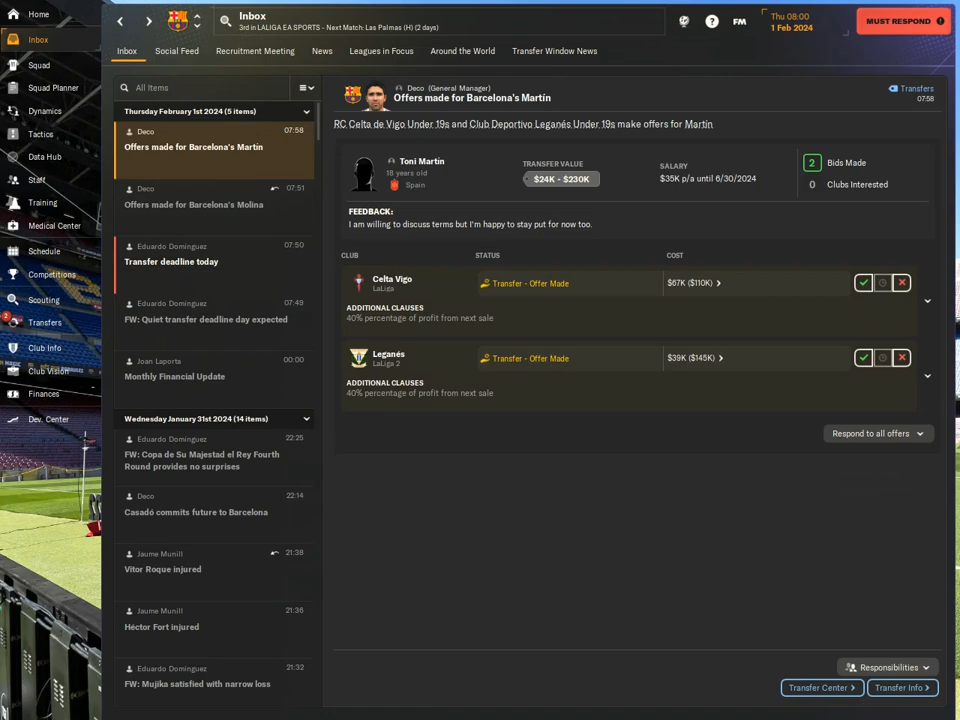 Home
Inbox
Squad
Squad Planner
Dynamics
Tactics
Data Hub
Staff
Training
Medical Center
Schedule
Competitions
Scouting
2
Transfers
Club Info
Club Vision
Finances
Dev. Center
Inbox
3rd in LALIGA EA SPORTS - Next Match: Las Palmas (H) (2 days)
?
FM
Thu 08:00
1 Feb 2024
MUST RESPOND
Inbox
Social Feed
Recruitment Meeting
News
Leagues in Focus
Around the World
Transfer Window News
All Items
Thursday February 1st 2024 (5 items)
Deco 07:58
Offers made for Barcelona's Martín
Deco 07:51
Offers made for Barcelona's Molina
Eduardo Dominguez 07:50
Transfer deadline today
Eduardo Dominguez 07:49
FW: Quiet transfer deadline day expected
Joan Laporta 00:00
Monthly Financial Update
Wednesday January 31st 2024 (14 items)
Eduardo Dominguez 22:25
FW: Copa de Su Majestad el Rey Fourth
Round provides no surprises
Deco 22:14
Casadó commits future to Barcelona
Jaume Munill 21:38
Vitor Roque injured
Jaume Munill 21:36
Héctor Fort injured
Eduardo Dominguez 21:32
FW: Mujika satisfied with narrow loss
Deco (General Manager)
Offers made for Barcelona's Martín
Transfers
07:58
RC Celta de Vigo Under 19s and Club Deportivo Leganés Under 19s make offers for Martín
Toni Martín
18 years old
Spain
TRANSFER VALUE
$24K - $230K
SALARY
$35K p/a until 6/30/2024
2 Bids Made
0 Clubs Interested
FEEDBACK:
I am willing to discuss terms but I'm happy to stay put for now too.
CLUB STATUS COST
Celta Vigo
LaLiga
Transfer - Offer Made
$67K ($110K)
ADDITIONAL CLAUSES
40% percentage of profit from next sale
Leganés
LaLiga 2
Transfer - Offer Made
$39K ($145K)
ADDITIONAL CLAUSES
40% percentage of profit from next sale
Respond to all offers
Responsibilities
Transfer Center
Transfer Info